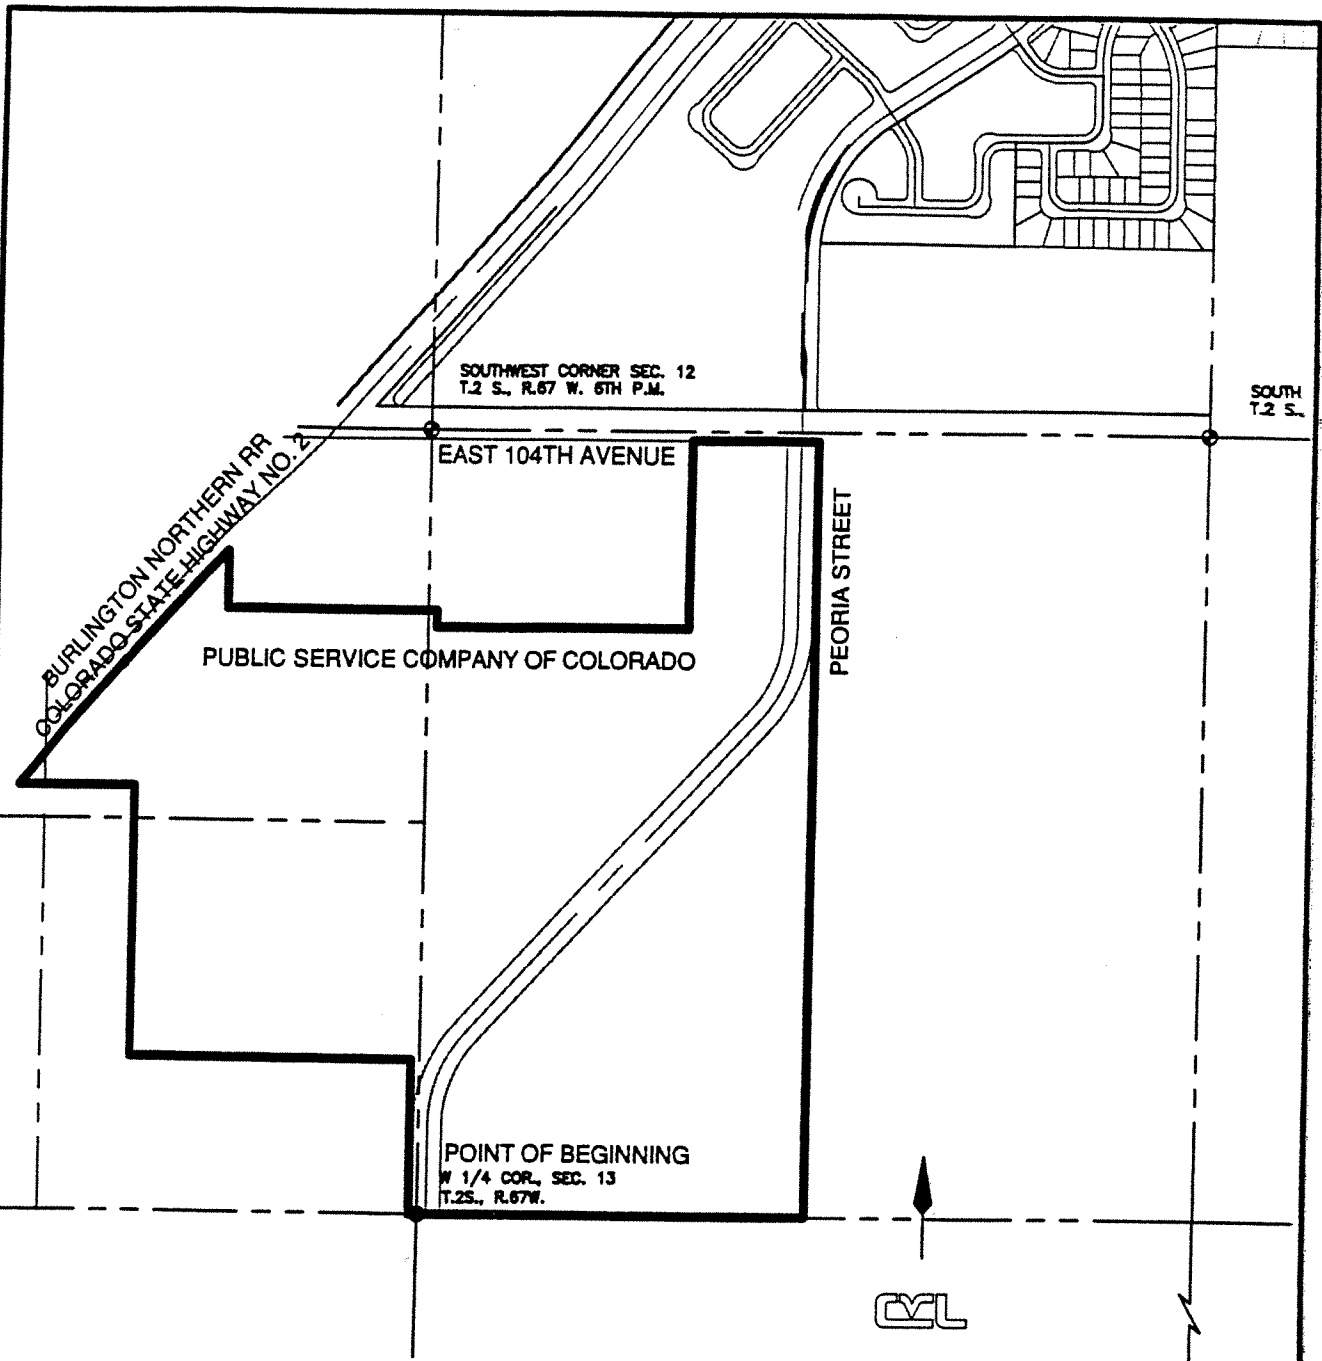 SOUTHWEST CORNER SEC. 12
T.2 S., R.67 W. 6TH P.M.
SOUTH
T.2 S.,
EAST 104TH AVENUE
BURLINGTON NORTHERN RR
COLORADO STATE HIGHWAY NO. 2
PEORIA STREET
PUBLIC SERVICE COMPANY OF COLORADO
POINT OF BEGINNING
W 1/4 COR., SEC. 13
T.2S., R.67W.